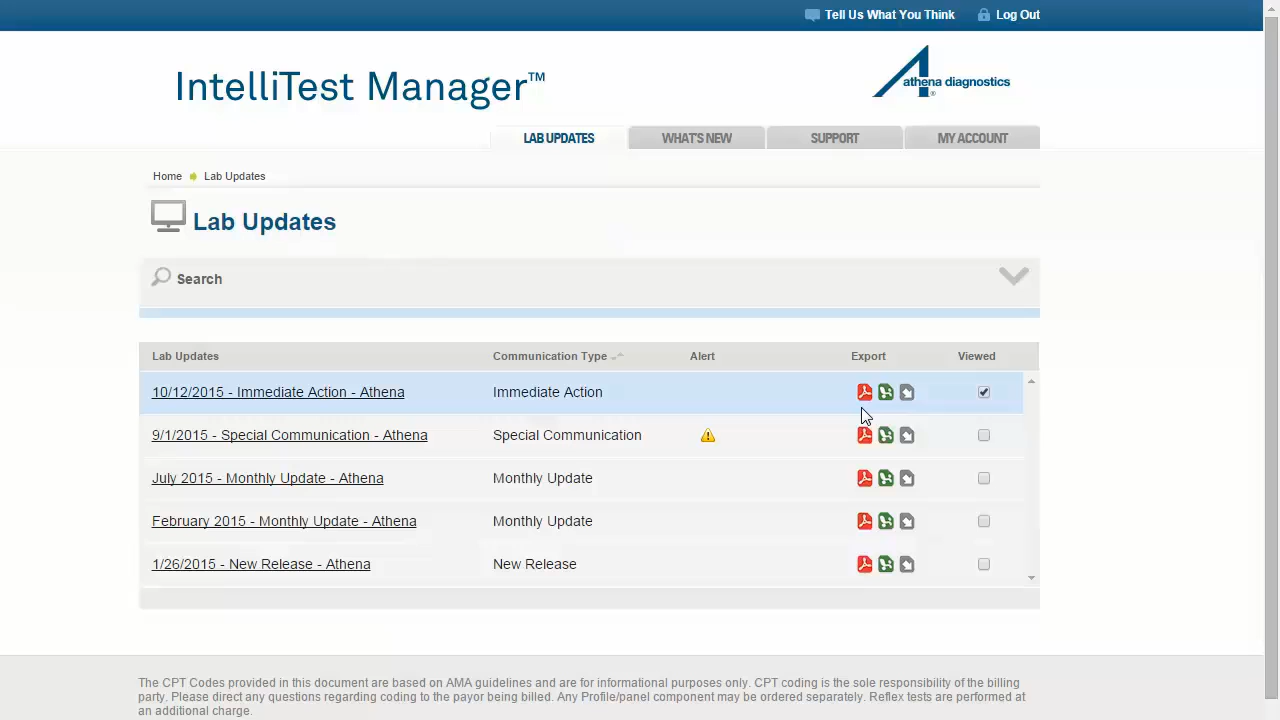 Tell Us What You Think Log Out
IntelliTest Manager™
athena diagnostics®
LAB UPDATES WHAT'S NEW SUPPORT MY ACCOUNT
Home Lab Updates
Lab Updates
Search
Lab Updates Communication Type Alert Export Viewed
10/12/2015 - Immediate Action - Athena Immediate Action
9/1/2015 - Special Communication - Athena Special Communication
July 2015 - Monthly Update - Athena Monthly Update
February 2015 - Monthly Update - Athena Monthly Update
1/26/2015 - New Release - Athena New Release
The CPT Codes provided in this document are based on AMA guidelines and are for informational purposes only. CPT coding is the sole responsibility of the billing
party. Please direct any questions regarding coding to the payor being billed. Any Profile/panel component may be ordered separately. Reflex tests are performed at
an additional charge.